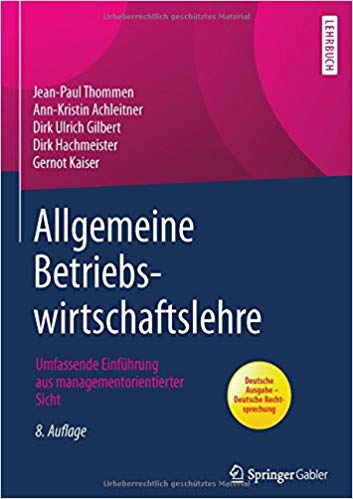 Urheberrechtlich geschütztes Material
LEHRBUCH
Jean-Paul Thommen
Ann-Kristin Achleitner
Dirk Ulrich Gilbert
Dirk Hachmeister
Gernot Kaiser
Allgemeine
Betriebs-
wirtschaftslehre
Umfassende Einführung
aus managementorientierter
Sicht
Deutsche
Ausgabe –
Deutsche Recht-
sprechung
8. Auflage
Springer Gabler
Urheberrechtlich geschütztes Material